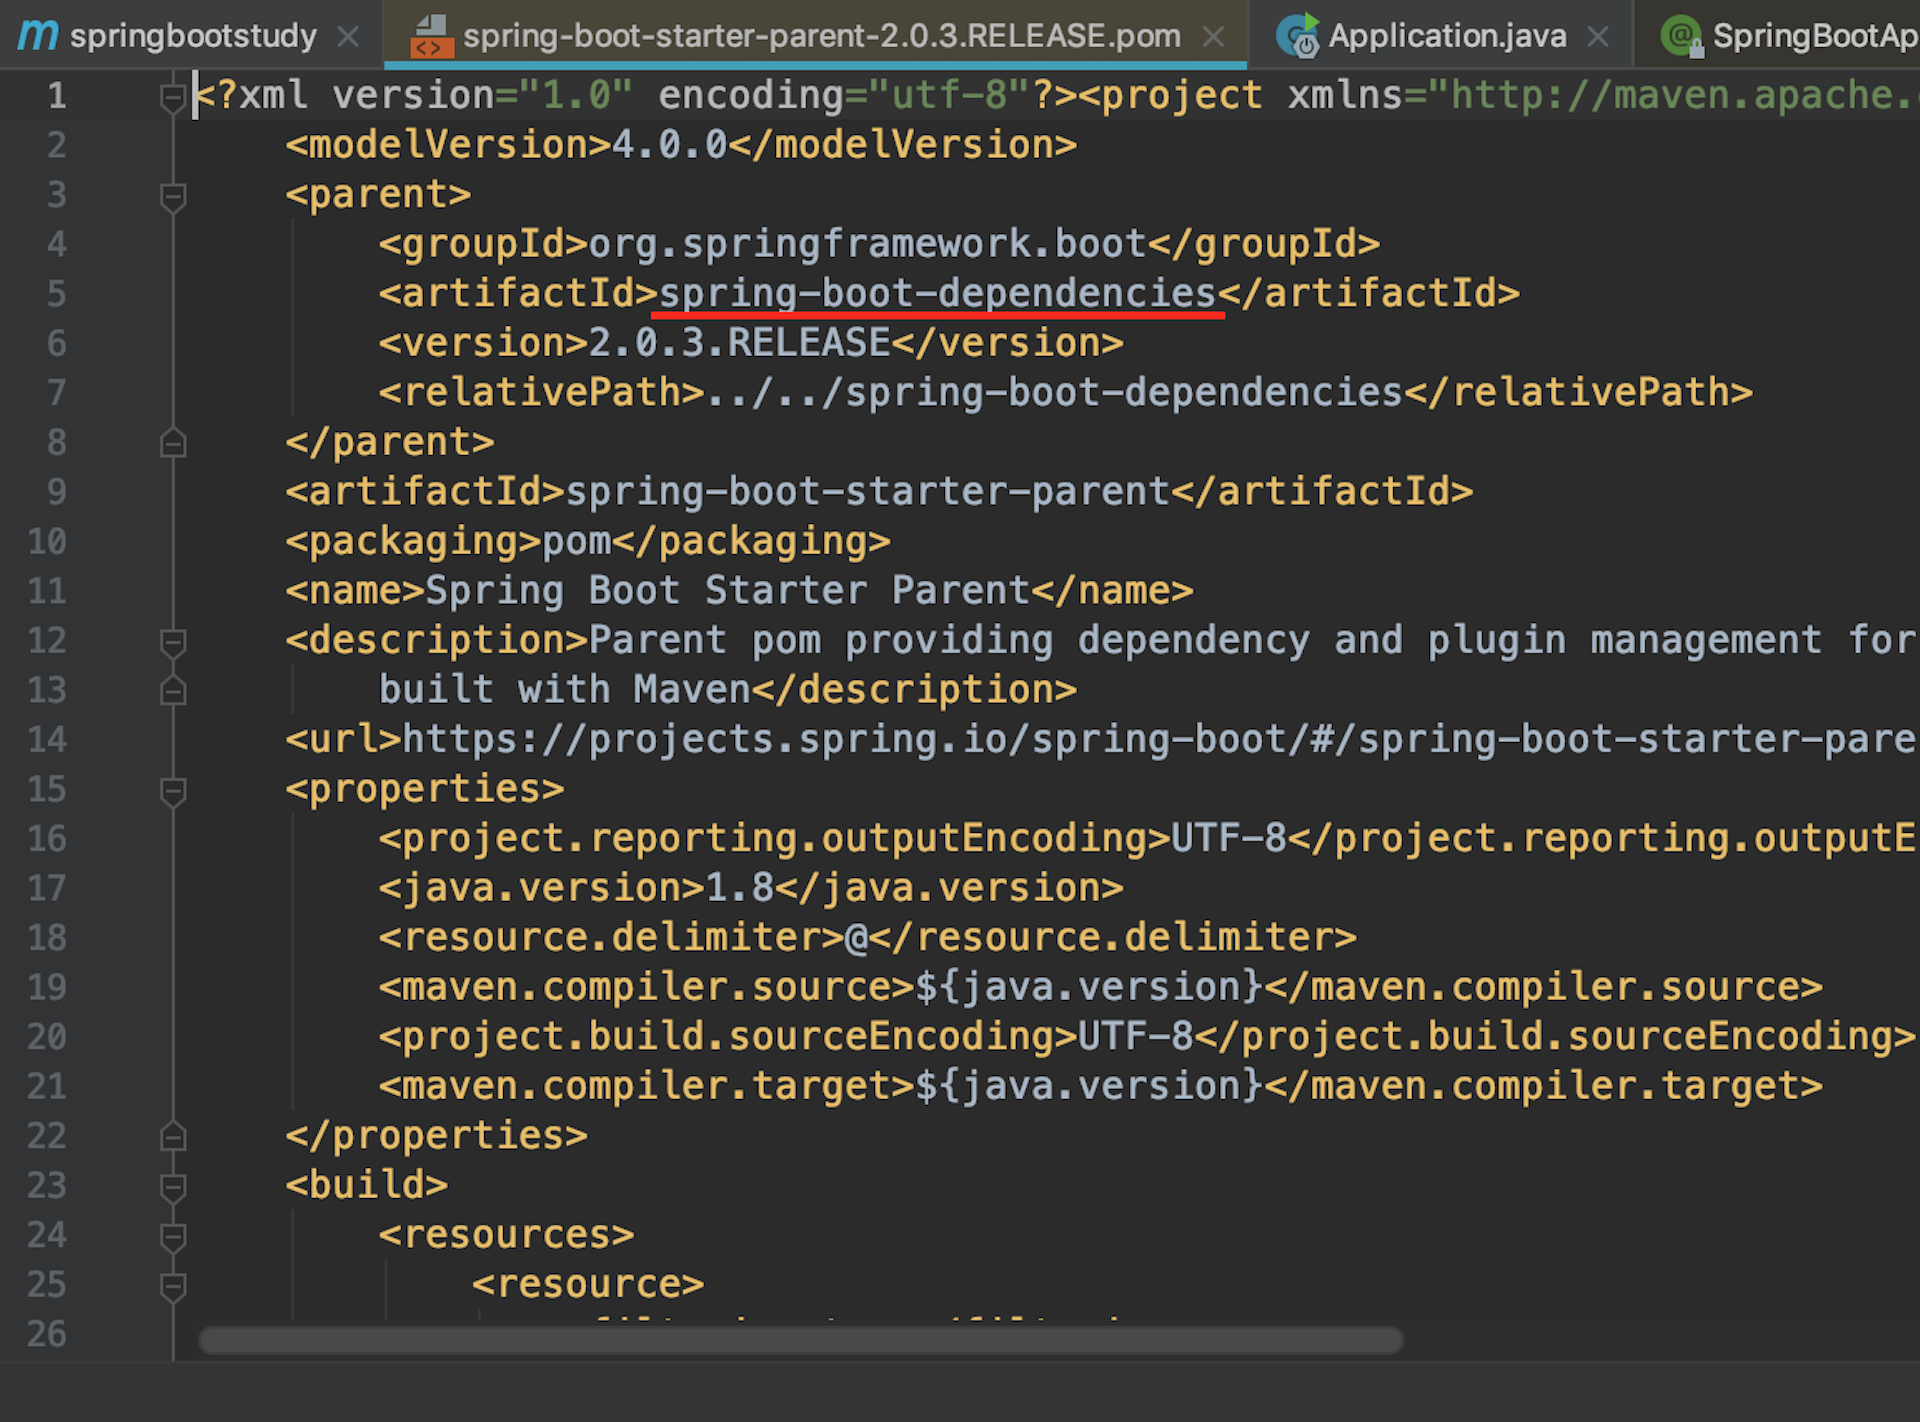 springbootstudy
spring-boot-starter-parent-2.0.3.RELEASE.pom
Application.java
SpringBootAp
1 <?xml version="1.0" encoding="utf-8"?><project xmlns="http://maven.apache.
2 <modelVersion>4.0.0</modelVersion>
3 <parent>
4 <groupId>org.springframework.boot</groupId>
5 <artifactId>spring-boot-dependencies</artifactId>
6 <version>2.0.3.RELEASE</version>
7 <relativePath>../../spring-boot-dependencies</relativePath>
8 </parent>
9 <artifactId>spring-boot-starter-parent</artifactId>
10 <packaging>pom</packaging>
11 <name>Spring Boot Starter Parent</name>
12 <description>Parent pom providing dependency and plugin management for
13 built with Maven</description>
14 <url>https://projects.spring.io/spring-boot/#/spring-boot-starter-pare
15 <properties>
16 <project.reporting.outputEncoding>UTF-8</project.reporting.outputE
17 <java.version>1.8</java.version>
18 <resource.delimiter>@</resource.delimiter>
19 <maven.compiler.source>${java.version}</maven.compiler.source>
20 <project.build.sourceEncoding>UTF-8</project.build.sourceEncoding>
21 <maven.compiler.target>${java.version}</maven.compiler.target>
22 </properties>
23 <build>
24 <resources>
25 <resource>
26